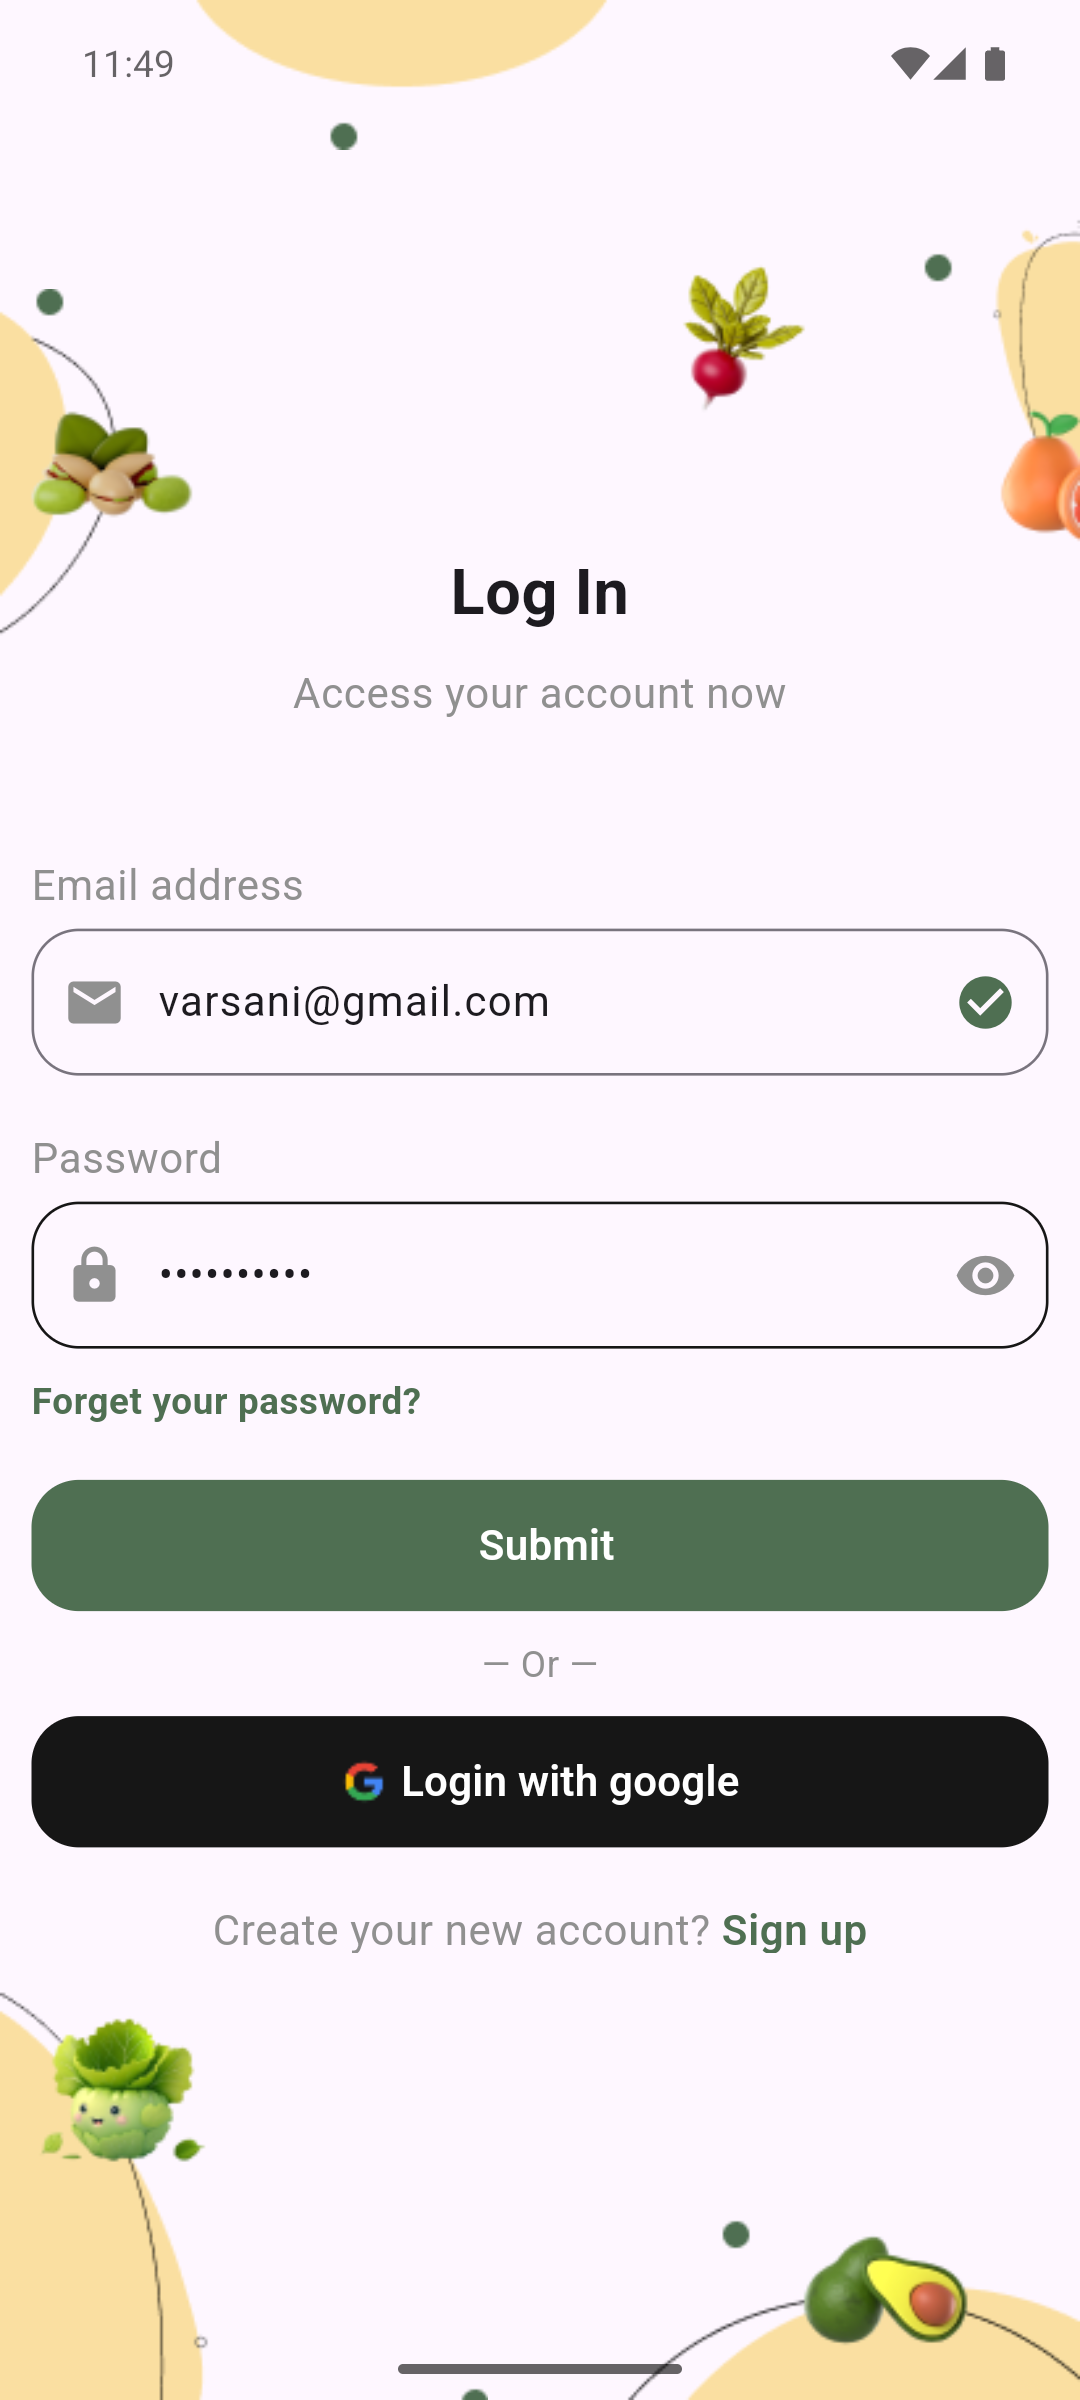 11:49
Log In
Access your account now
Email address
varsani@gmail.com
Password
••••••••••
Forget your password?
Submit
— Or —
Login with google
Create your new account? Sign up